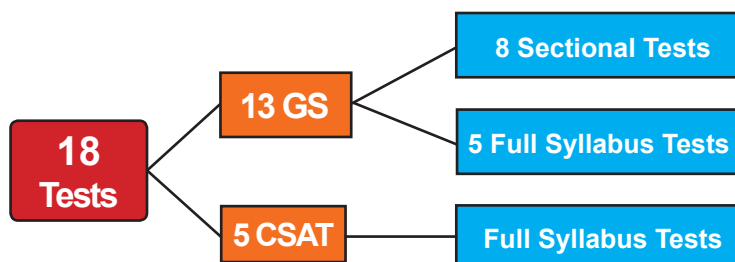 18
Tests
13 GS
5 CSAT
8 Sectional Tests
5 Full Syllabus Tests
Full Syllabus Tests